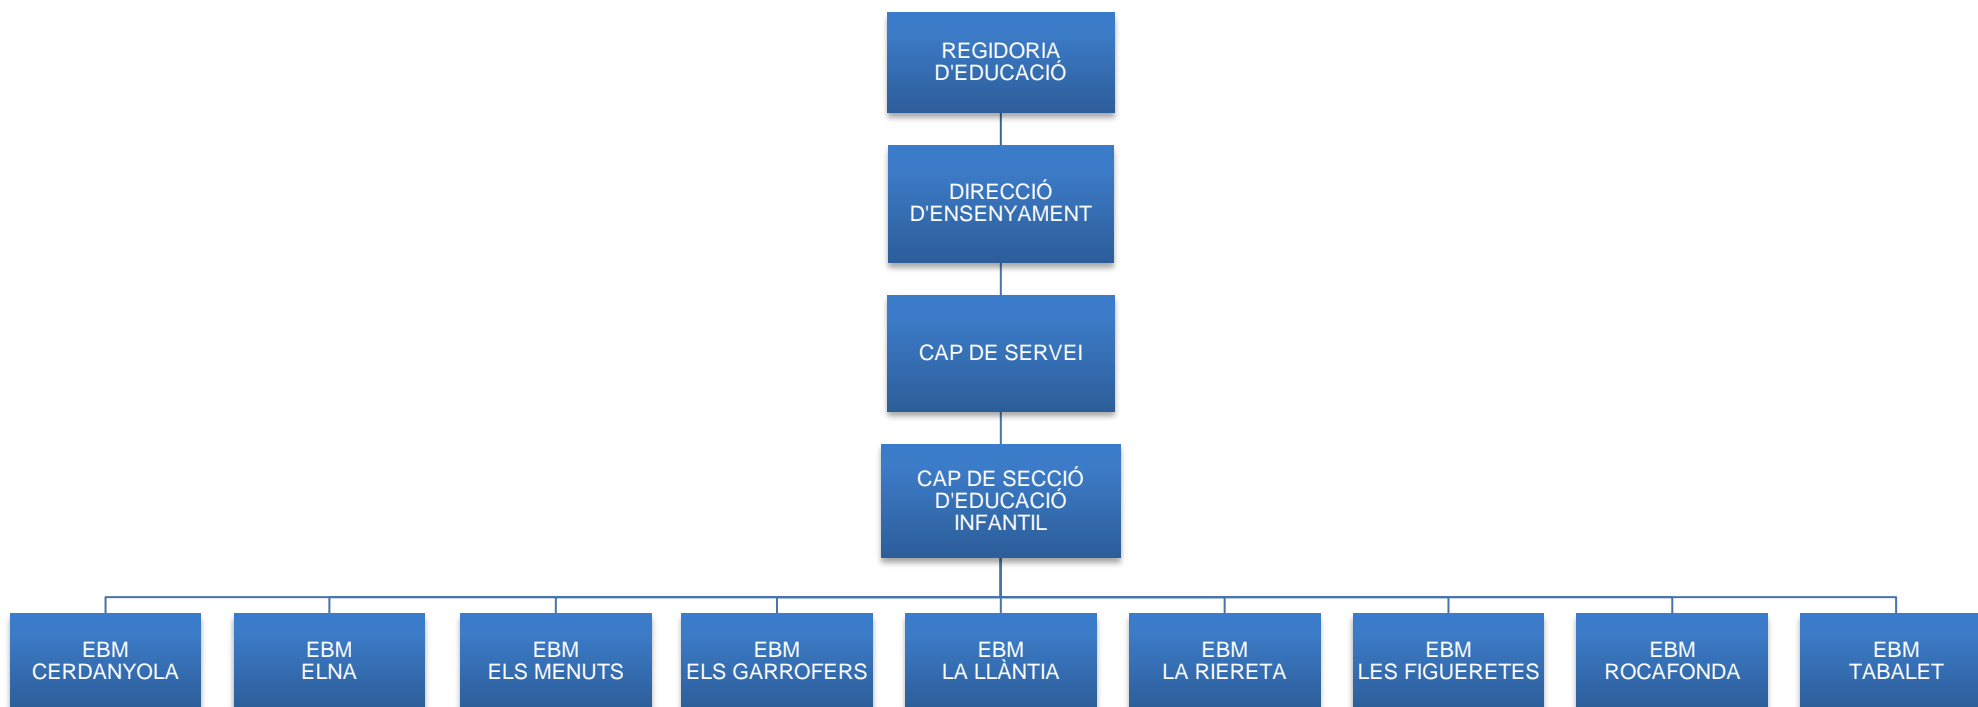 REGIDORIA
D'EDUCACIÓ
DIRECCIÓ
D'ENSENYAMENT
CAP DE SERVEI
CAP DE SECCIÓ
D'EDUCACIÓ
INFANTIL
EBM
CERDANYOLA
EBM
ELNA
EBM
ELS MENUTS
EBM
ELS GARROFERS
EBM
LA LLÀNTIA
EBM
LA RIERETA
EBM
LES FIGUERETES
EBM
ROCAFONDA
EBM
TABALET